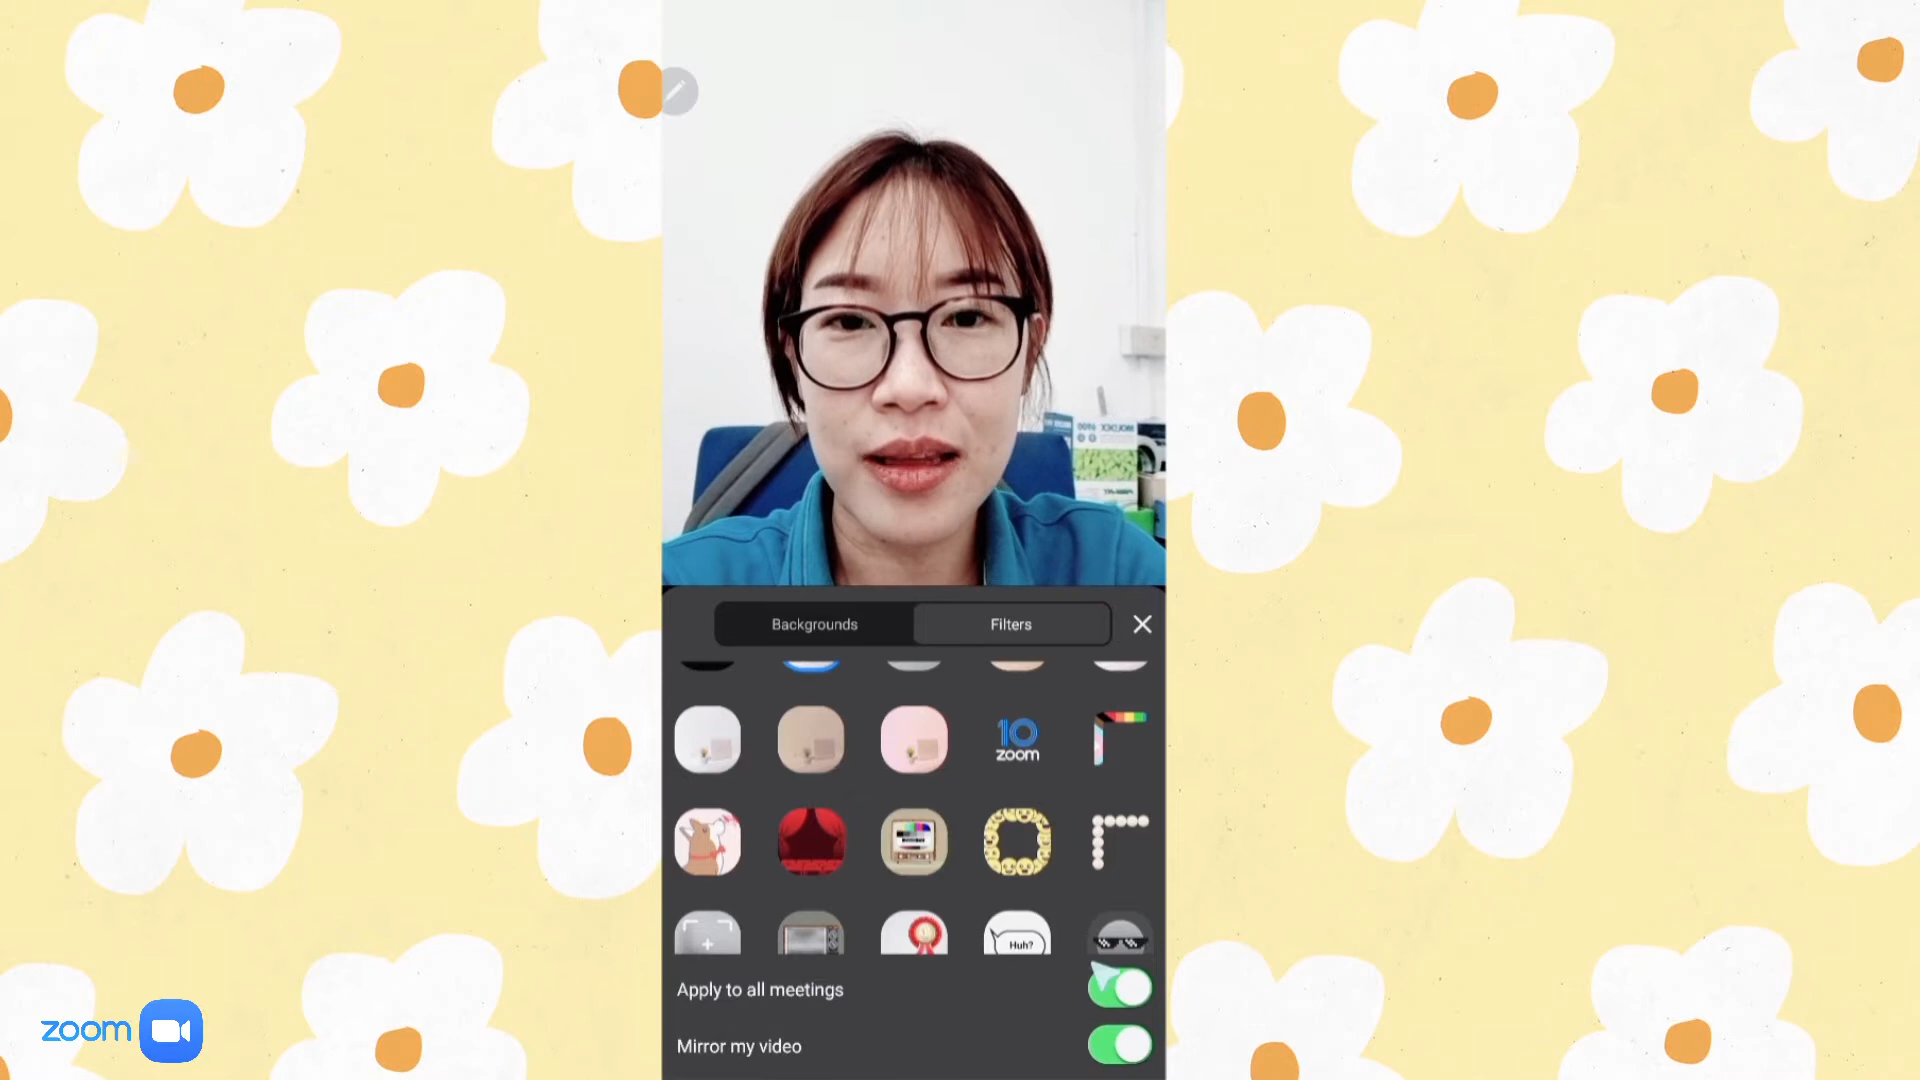 Backgrounds Filters
10
zoom
Huh?
Apply to all meetings
Mirror my video
zoom